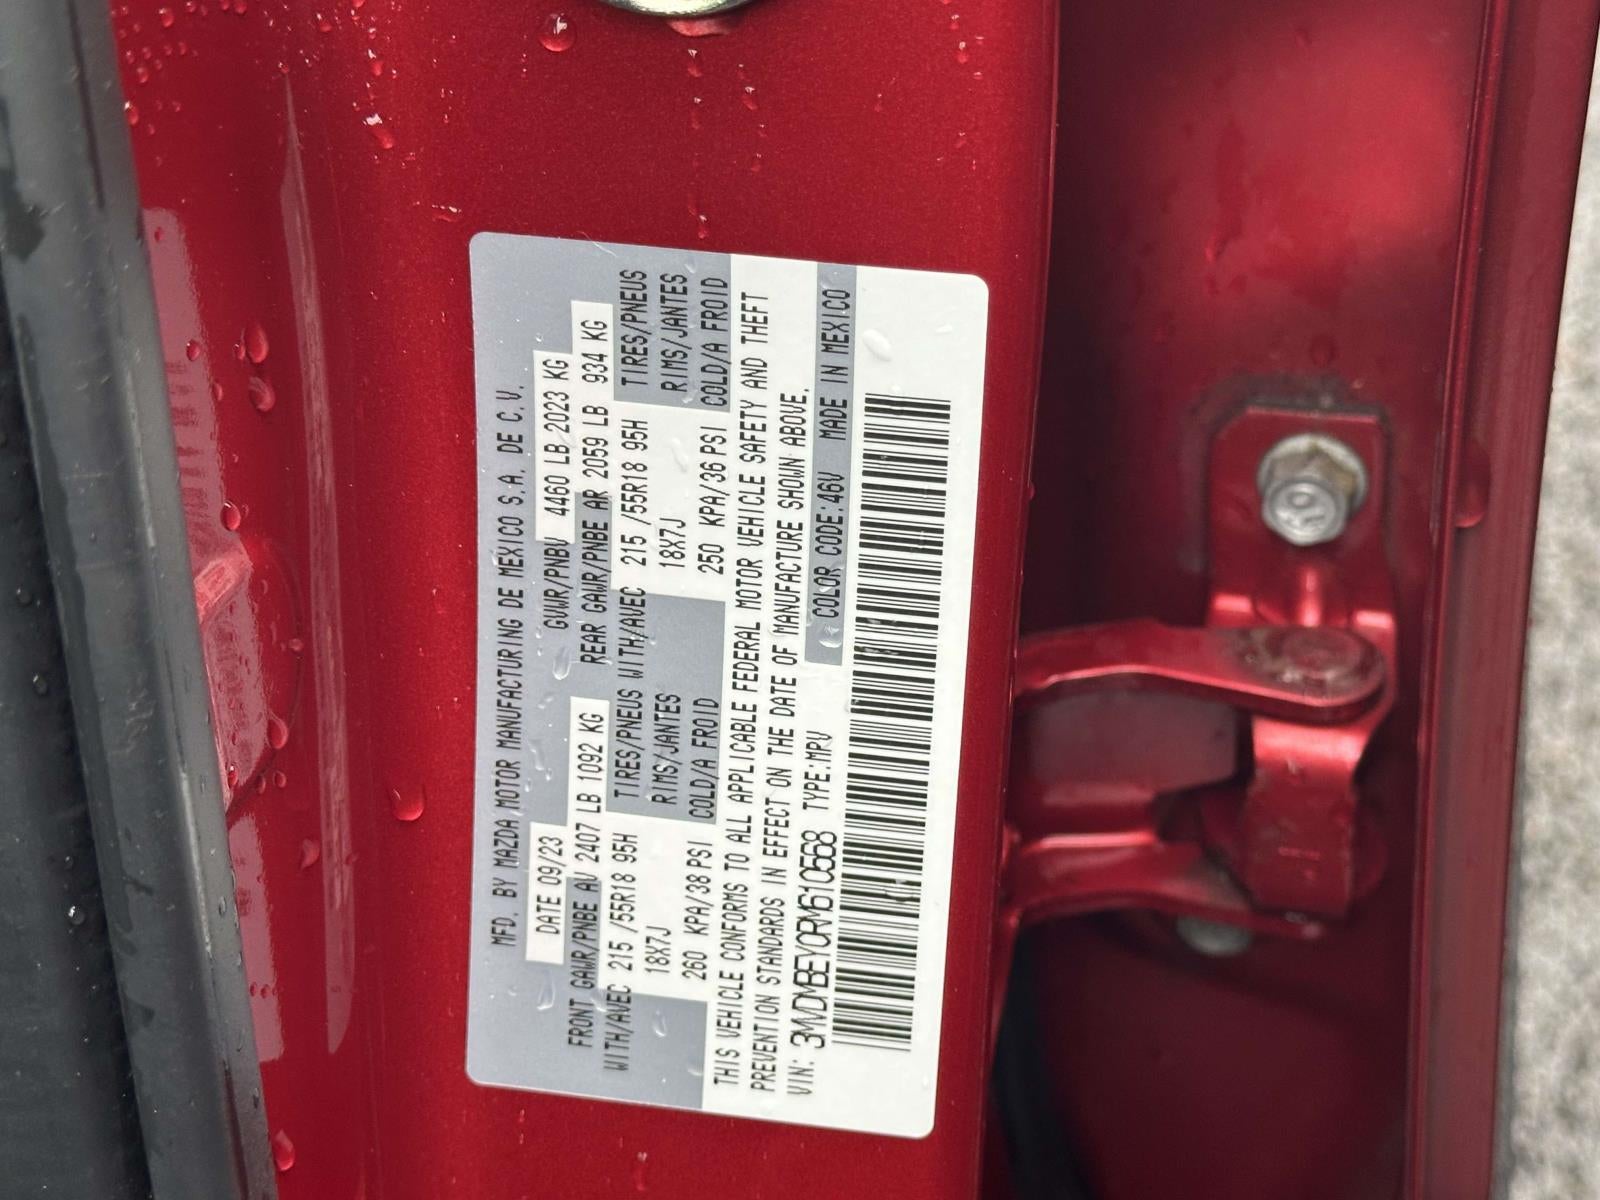 MFD. BY MAZDA MOTOR MANUFACTURING DE MEXICO S.A. DE C.V.
DATE 09/23 GVWR/PNBV 4460 LB 2023 KG
FRONT GAWR/PNBE AV 2407 LB 1092 KG REAR GAWR/PNBE AR 2059 LB 934 KG
WITH/AVEC 215 /55R18 95H TIRES/PNEUS WITH/AVEC 215 /55R18 95H TIRES/PNEUS
18X7J RIMS/JANTES 18X7J RIMS/JANTES
260 KPA/38 PSI COLD/A FROID 250 KPA/36 PSI COLD/A FROID
THIS VEHICLE CONFORMS TO ALL APPLICABLE FEDERAL MOTOR VEHICLE SAFETY AND THEFT
PREVENTION STANDARDS IN EFFECT ON THE DATE OF MANUFACTURE SHOWN ABOVE.
VIN: 3MVDMBEY0RM610568 TYPE:MPV COLOR CODE:46V MADE IN MEXICO